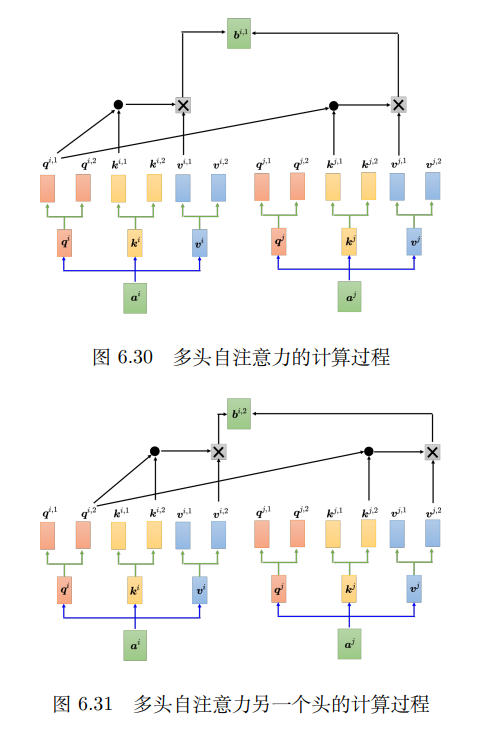 b^{i,1}
q^{i,1} q^{i,2} k^{i,1} k^{i,2} v^{i,1} v^{i,2} q^{j,1} q^{j,2} k^{j,1} k^{j,2} v^{j,1} v^{j,2}
q^i k^i v^i q^j k^j v^j
a^i a^j
图 6.30 多头自注意力的计算过程
b^{i,2}
q^{i,1} q^{i,2} k^{i,1} k^{i,2} v^{i,1} v^{i,2} q^{j,1} q^{j,2} k^{j,1} k^{j,2} v^{j,1} v^{j,2}
q^i k^i v^i q^j k^j v^j
a^i a^j
图 6.31 多头自注意力另一个头的计算过程